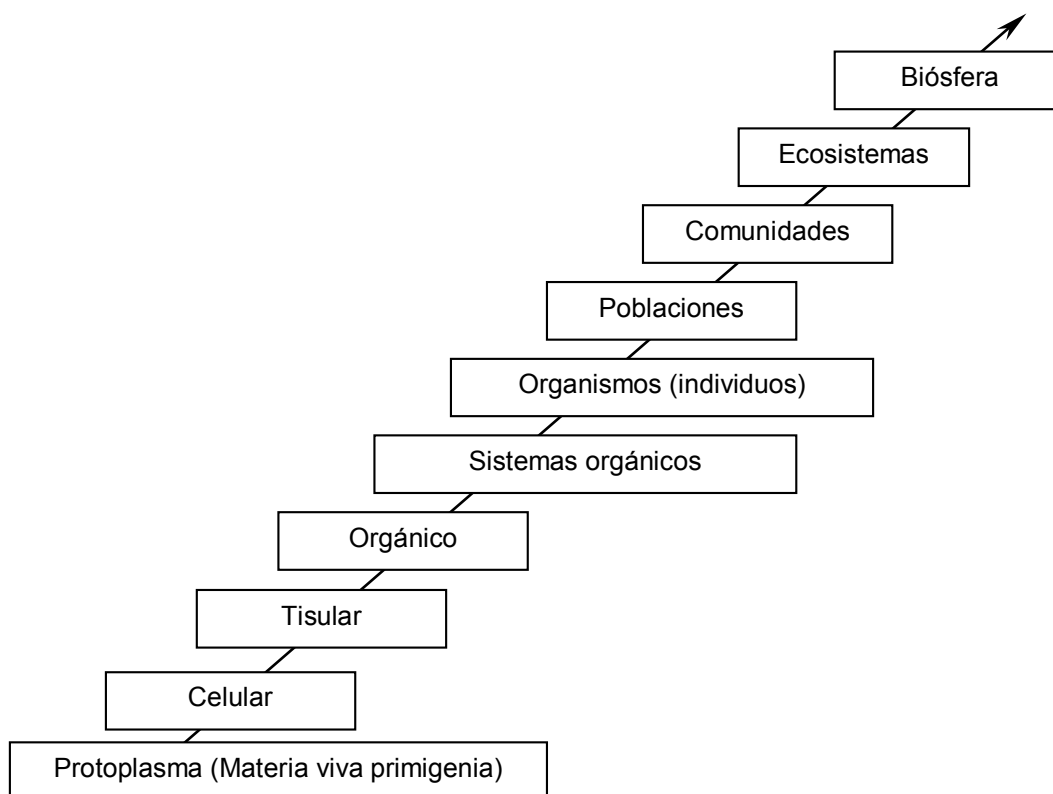 Biósfera
Ecosistemas
Comunidades
Poblaciones
Organismos (individuos)
Sistemas orgánicos
Orgánico
Tisular
Celular
Protoplasma (Materia viva primigenia)